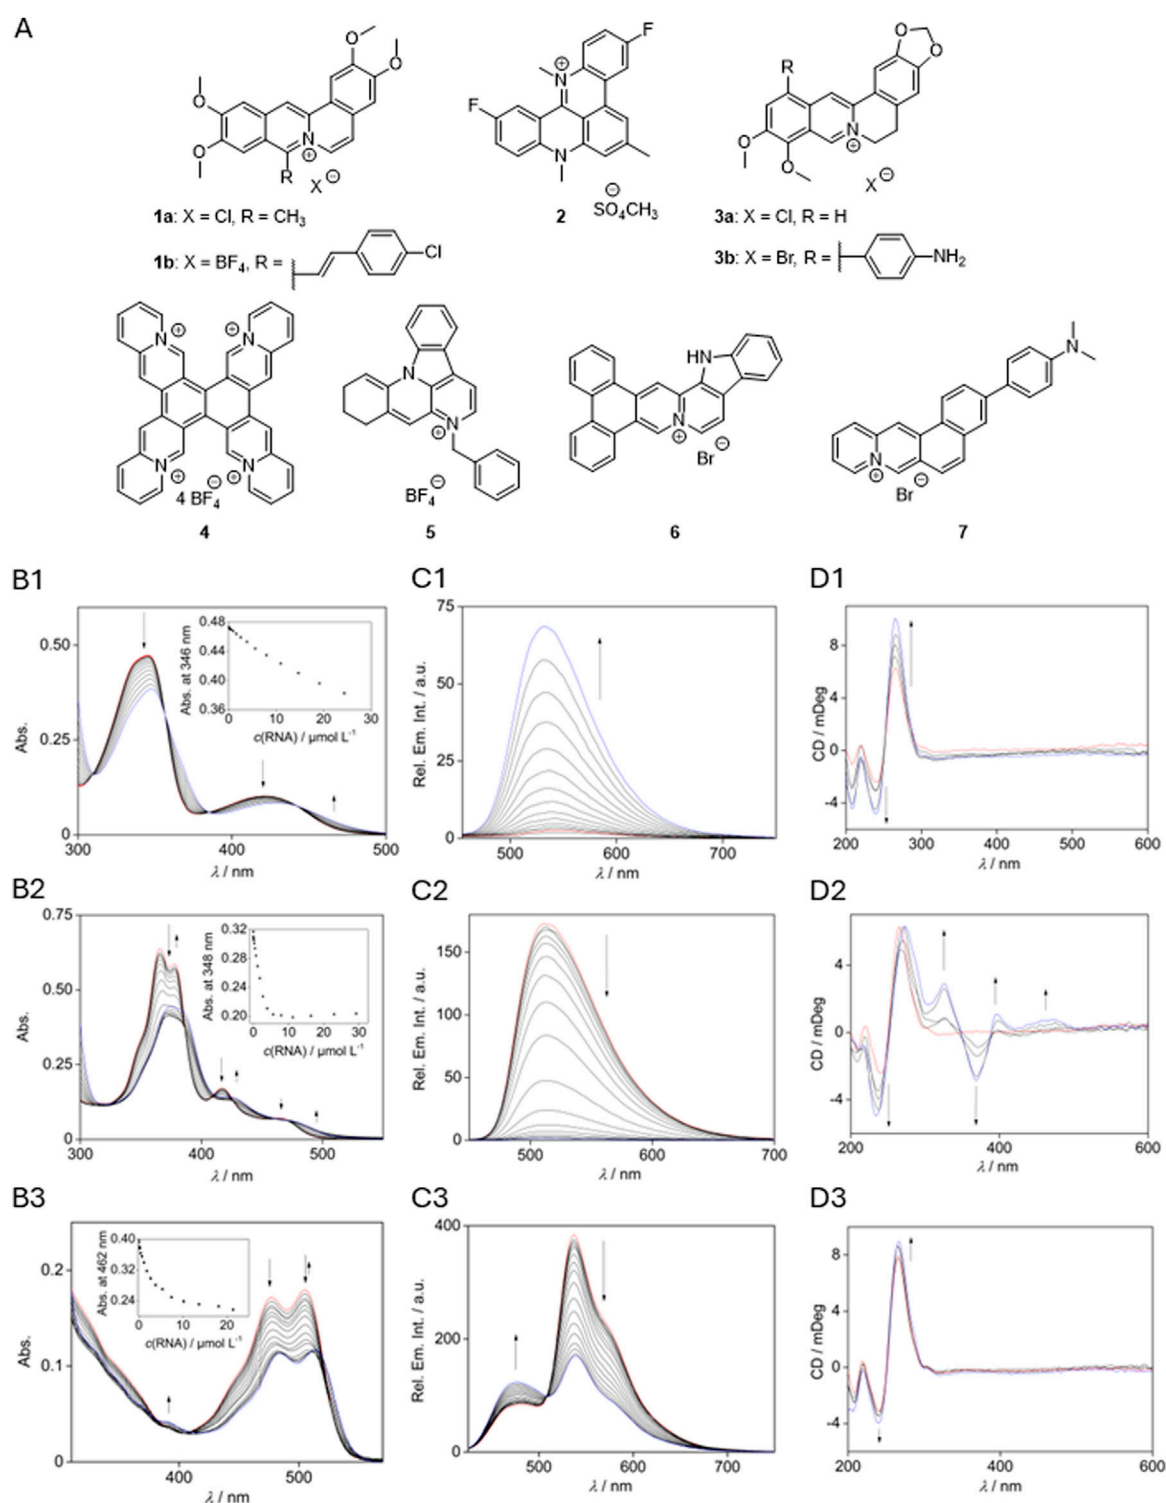 A
O
O
O
O
N
⊕
R
X⊖
1a: X = Cl, R = CH₃
1b: X = BF₄, R =
Cl
F
⊕
N
F
N
2
⊖
SO₄CH₃
O
O
R
O
O
N
⊕
X⊖
3a: X = Cl, R = H
3b: X = Br, R =
NH₂
N ⊕
⊕ N
N ⊕
⊕ N
4 BF₄⊖
4
N
N
⊕
BF₄⊖
5
HN
N
⊕
Br⊖
6
N
N
⊕
Br⊖
7
B1
Abs.
0.50
0.25
0
300
400
500
λ / nm
Abs. at 346 nm
0.48
0.44
0.40
0.36
0
10
20
30
c(RNA) / µmol L⁻¹
C1
Rel. Em. Int. / a.u.
75
50
25
0
500
600
700
λ / nm
D1
CD / mDeg
8
4
0
-4
200
300
400
500
600
λ / nm
B2
Abs.
0.75
0.50
0.25
0
300
400
500
λ / nm
Abs. at 348 nm
0.32
0.28
0.24
0.20
0
10
20
30
c(RNA) / µmol L⁻¹
C2
Rel. Em. Int. / a.u.
150
100
50
0
500
600
700
λ / nm
D2
CD / mDeg
4
0
-4
200
400
600
λ / nm
B3
Abs.
0.2
0.1
0
400
500
λ / nm
Abs. at 462 nm
0.40
0.32
0.24
0
10
20
c(RNA) / µmol L⁻¹
C3
Rel. Em. Int. / a.u.
400
200
0
500
600
700
λ / nm
D3
CD / mDeg
8
4
0
-4
200
400
600
λ / nm